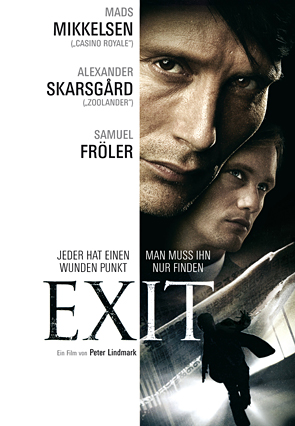 MADS
MIKKELSEN
(„CASINO ROYALE")
ALEXANDER
SKARSGÅRD
(„ZOOLANDER")
SAMUEL
FRÖLER
JEDER HAT EINEN
WUNDEN PUNKT
MAN MUSS IHN
NUR FINDEN
EXIT
Ein Film von Peter Lindmark